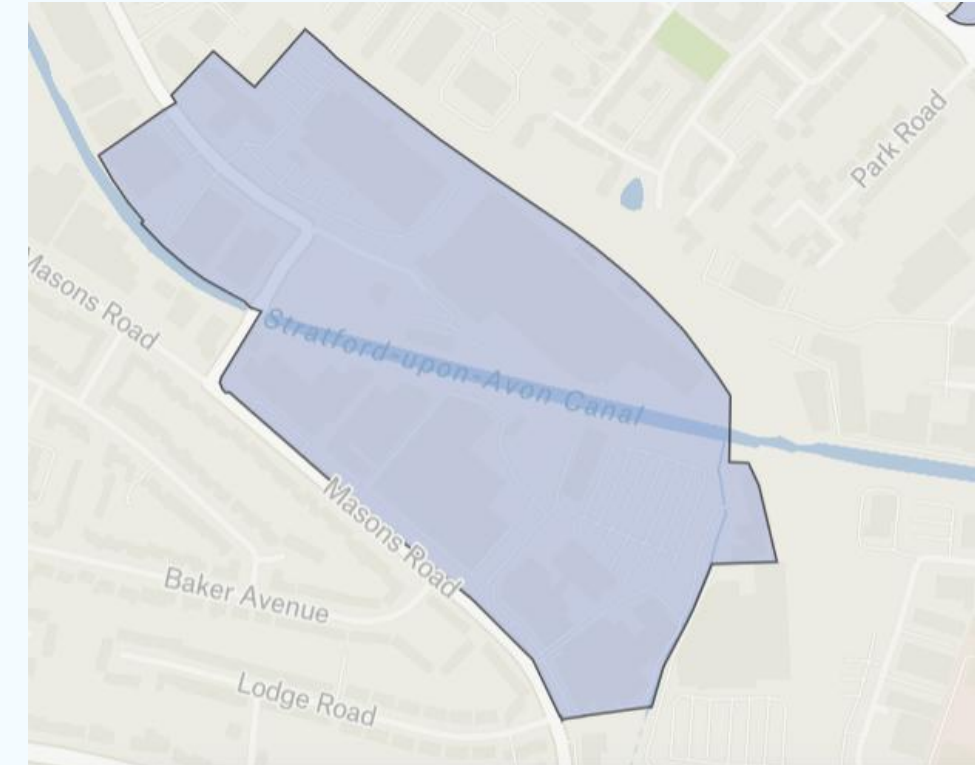 Park Road
Masons Road
Stratford-upon-Avon Canal
Masons Road
Baker Avenue
Lodge Road